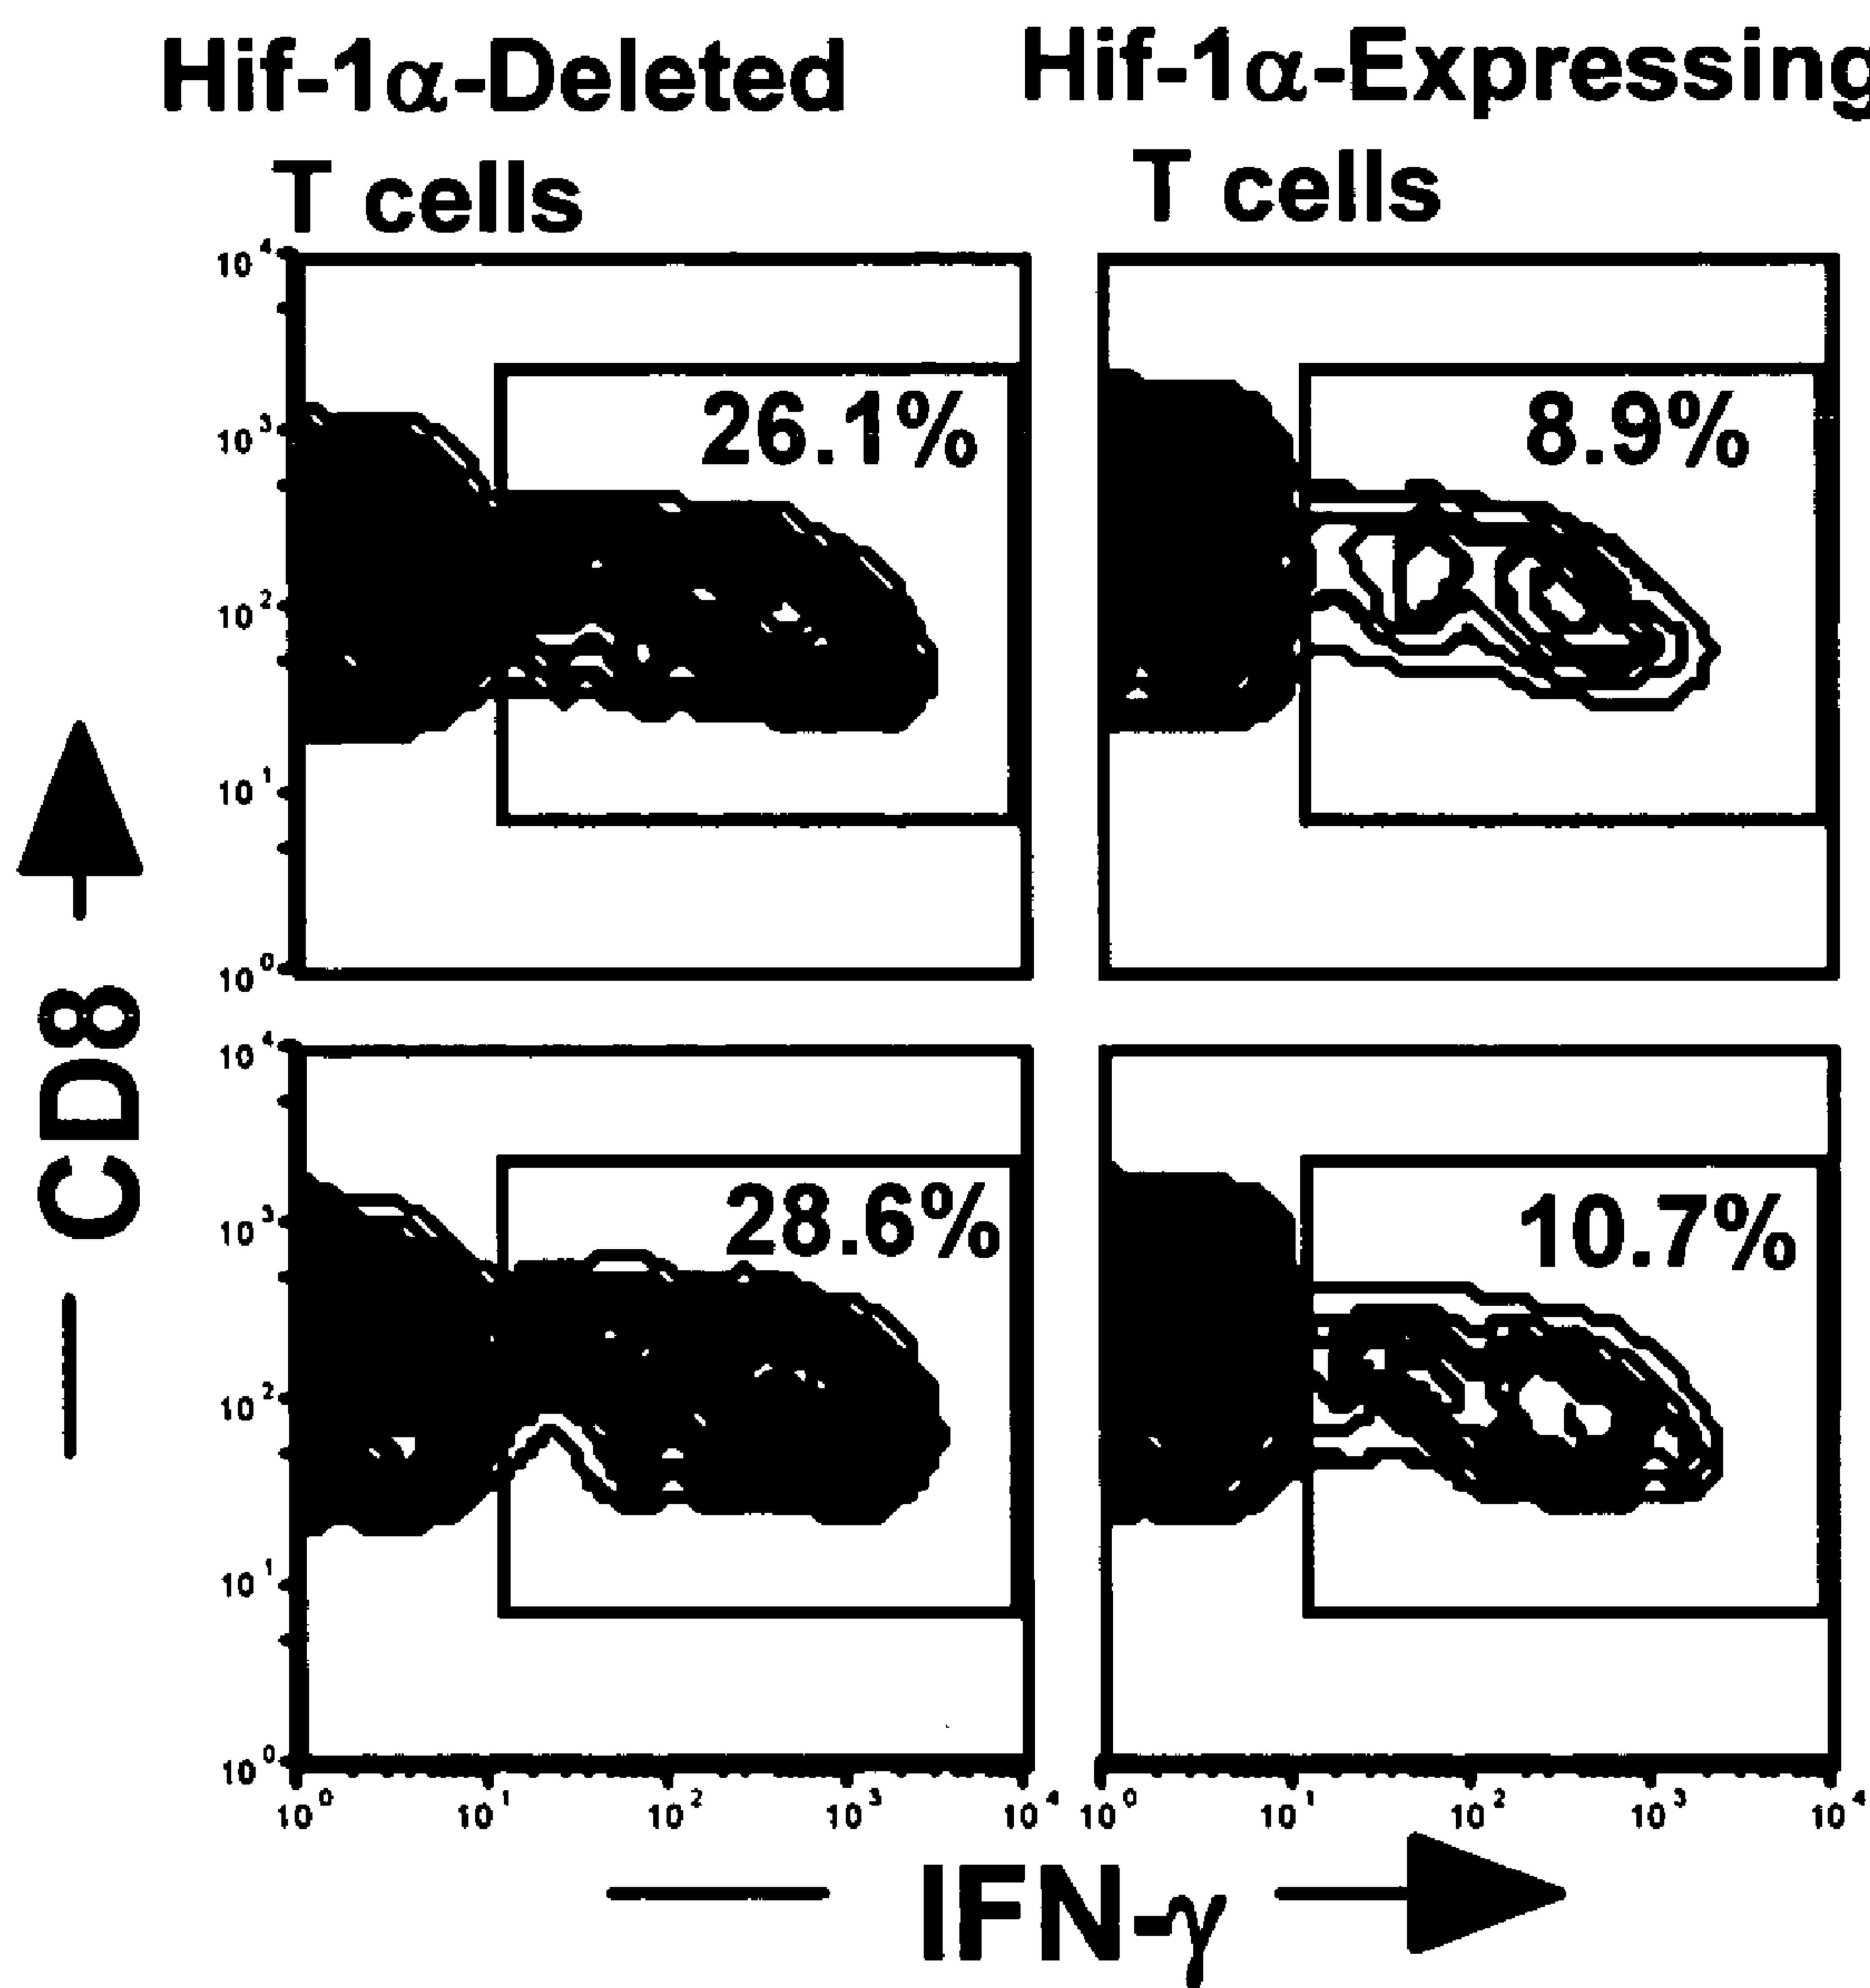 Hif-1α-Deleted
T cells
Hif-1α-Expressing
T cells
10⁴
10³
10²
10¹
10⁰
26.1%
8.9%
CD8
10⁴
10³
10²
10¹
10⁰
28.6%
10.7%
10⁰ 10¹ 10² 10³ 10⁴
10⁰ 10¹ 10² 10³ 10⁴
IFN-γ